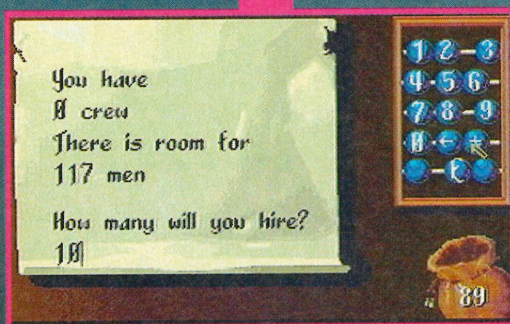 You have
0 crew
There is room for
117 men
How many will you hire?
10
1 2 3
4 5 6
7 8 9
0 ←
89